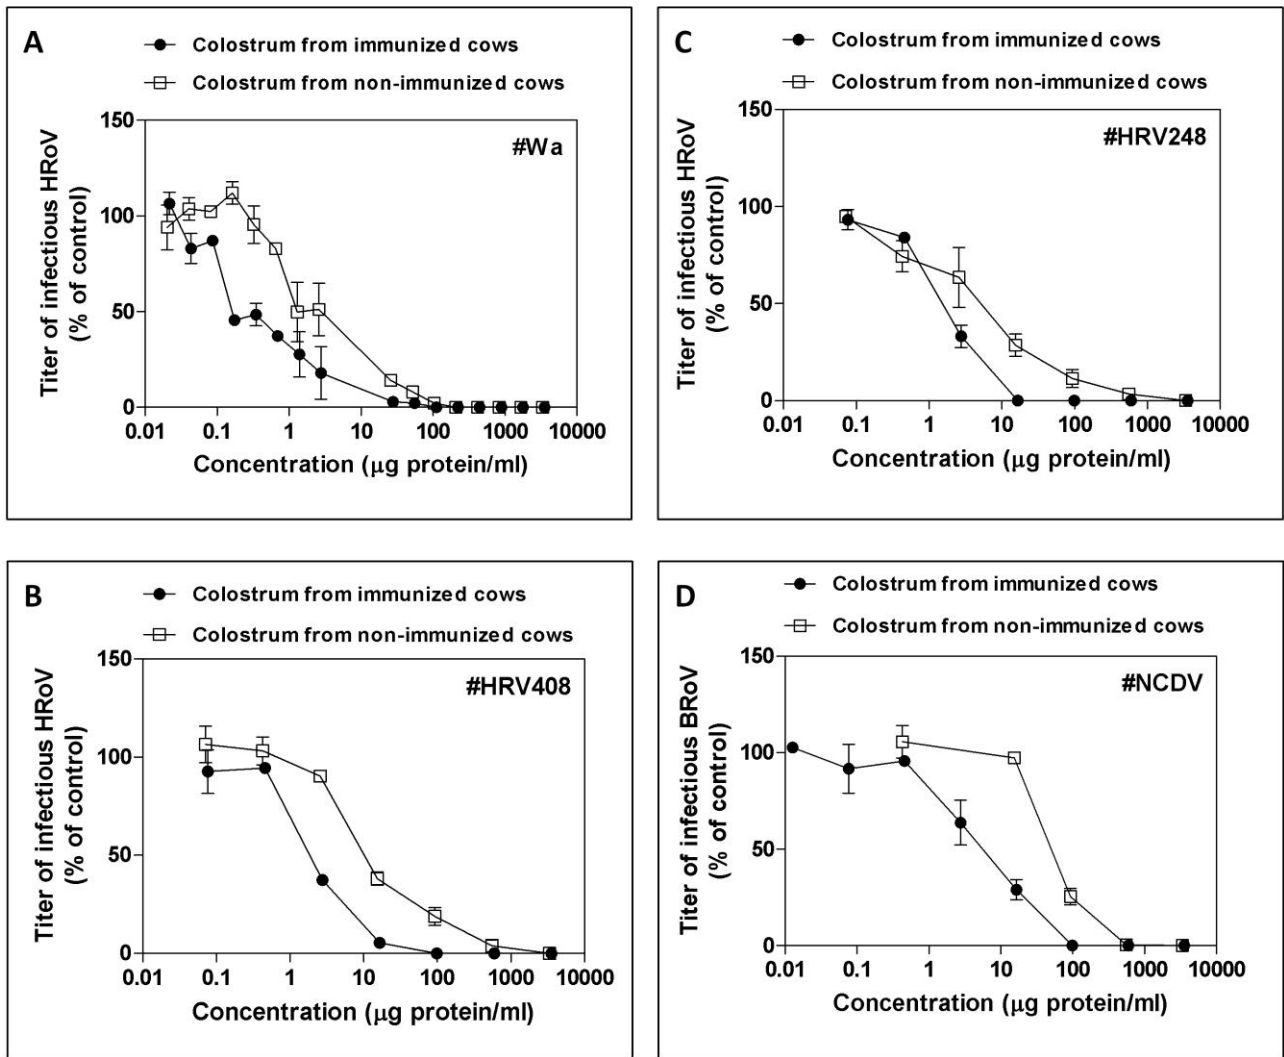 A
Colostrum from immunized cows
Colostrum from non-immunized cows
#Wa
Titer of infectious HRoV
(% of control)
150
100
50
0
0.01 0.1 1 10 100 1000 10000
Concentration (μg protein/ml)
C
Colostrum from immunized cows
Colostrum from non-immunized cows
#HRV248
Titer of infectious HRoV
(% of control)
150
100
50
0
0.01 0.1 1 10 100 1000 10000
Concentration (μg protein/ml)
B
Colostrum from immunized cows
Colostrum from non-immunized cows
#HRV408
Titer of infectious HRoV
(% of control)
150
100
50
0
0.01 0.1 1 10 100 1000 10000
Concentration (μg protein/ml)
D
Colostrum from immunized cows
Colostrum from non-immunized cows
#NCDV
Titer of infectious BRoV
(% of control)
150
100
50
0
0.01 0.1 1 10 100 1000 10000
Concentration (μg protein/ml)